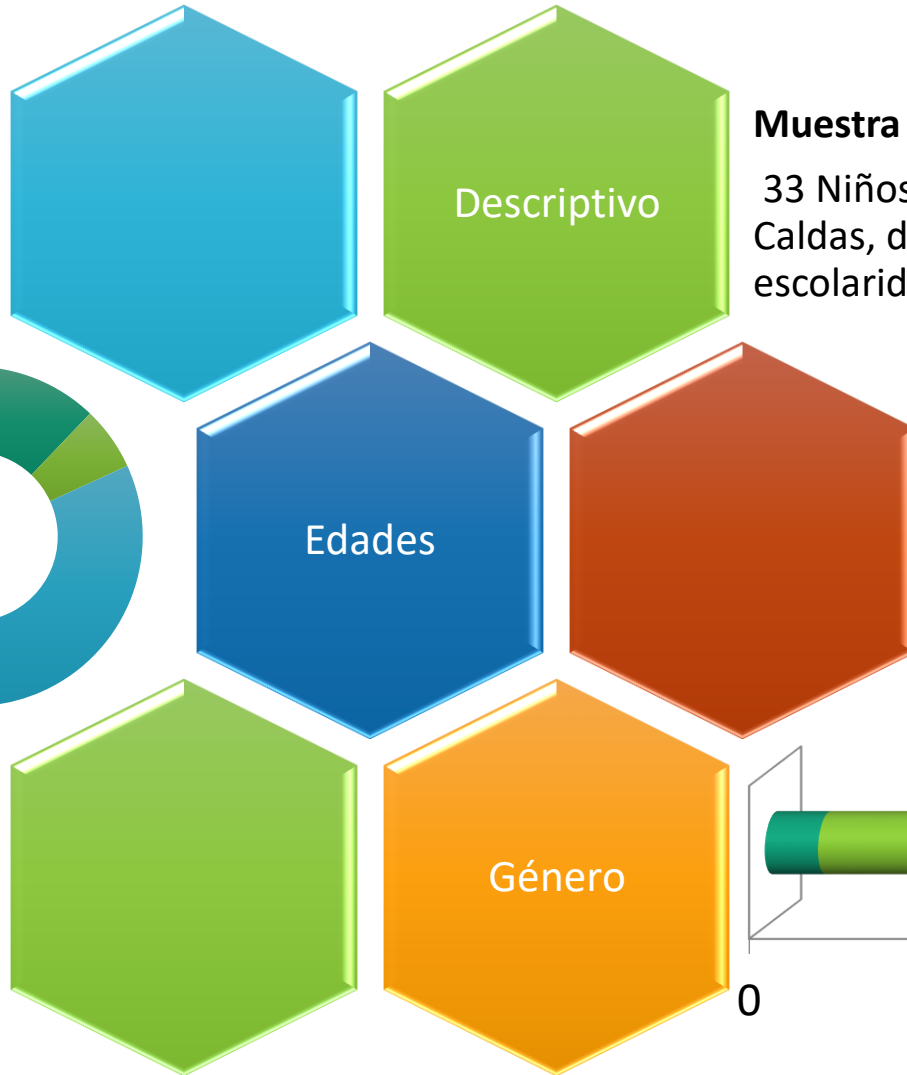 Muestra
33 Niños
Caldas, d
escolarid
Descriptivo
Edades
Género
0